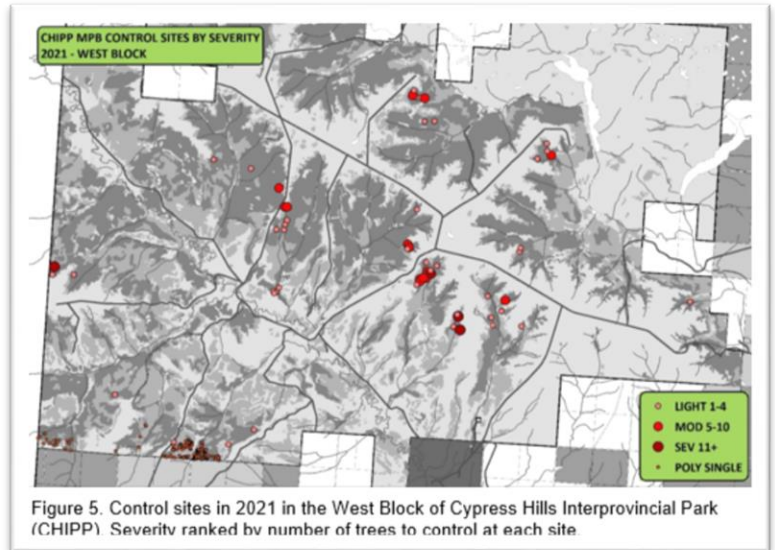 CHIPP MPB CONTROL SITES BY SEVERITY
2021 - WEST BLOCK
LIGHT 1-4
MOD 5-10
SEV 11+
POLY SINGLE
Figure 5. Control sites in 2021 in the West Block of Cypress Hills Interprovincial Park
(CHIPP). Severity ranked by number of trees to control at each site.